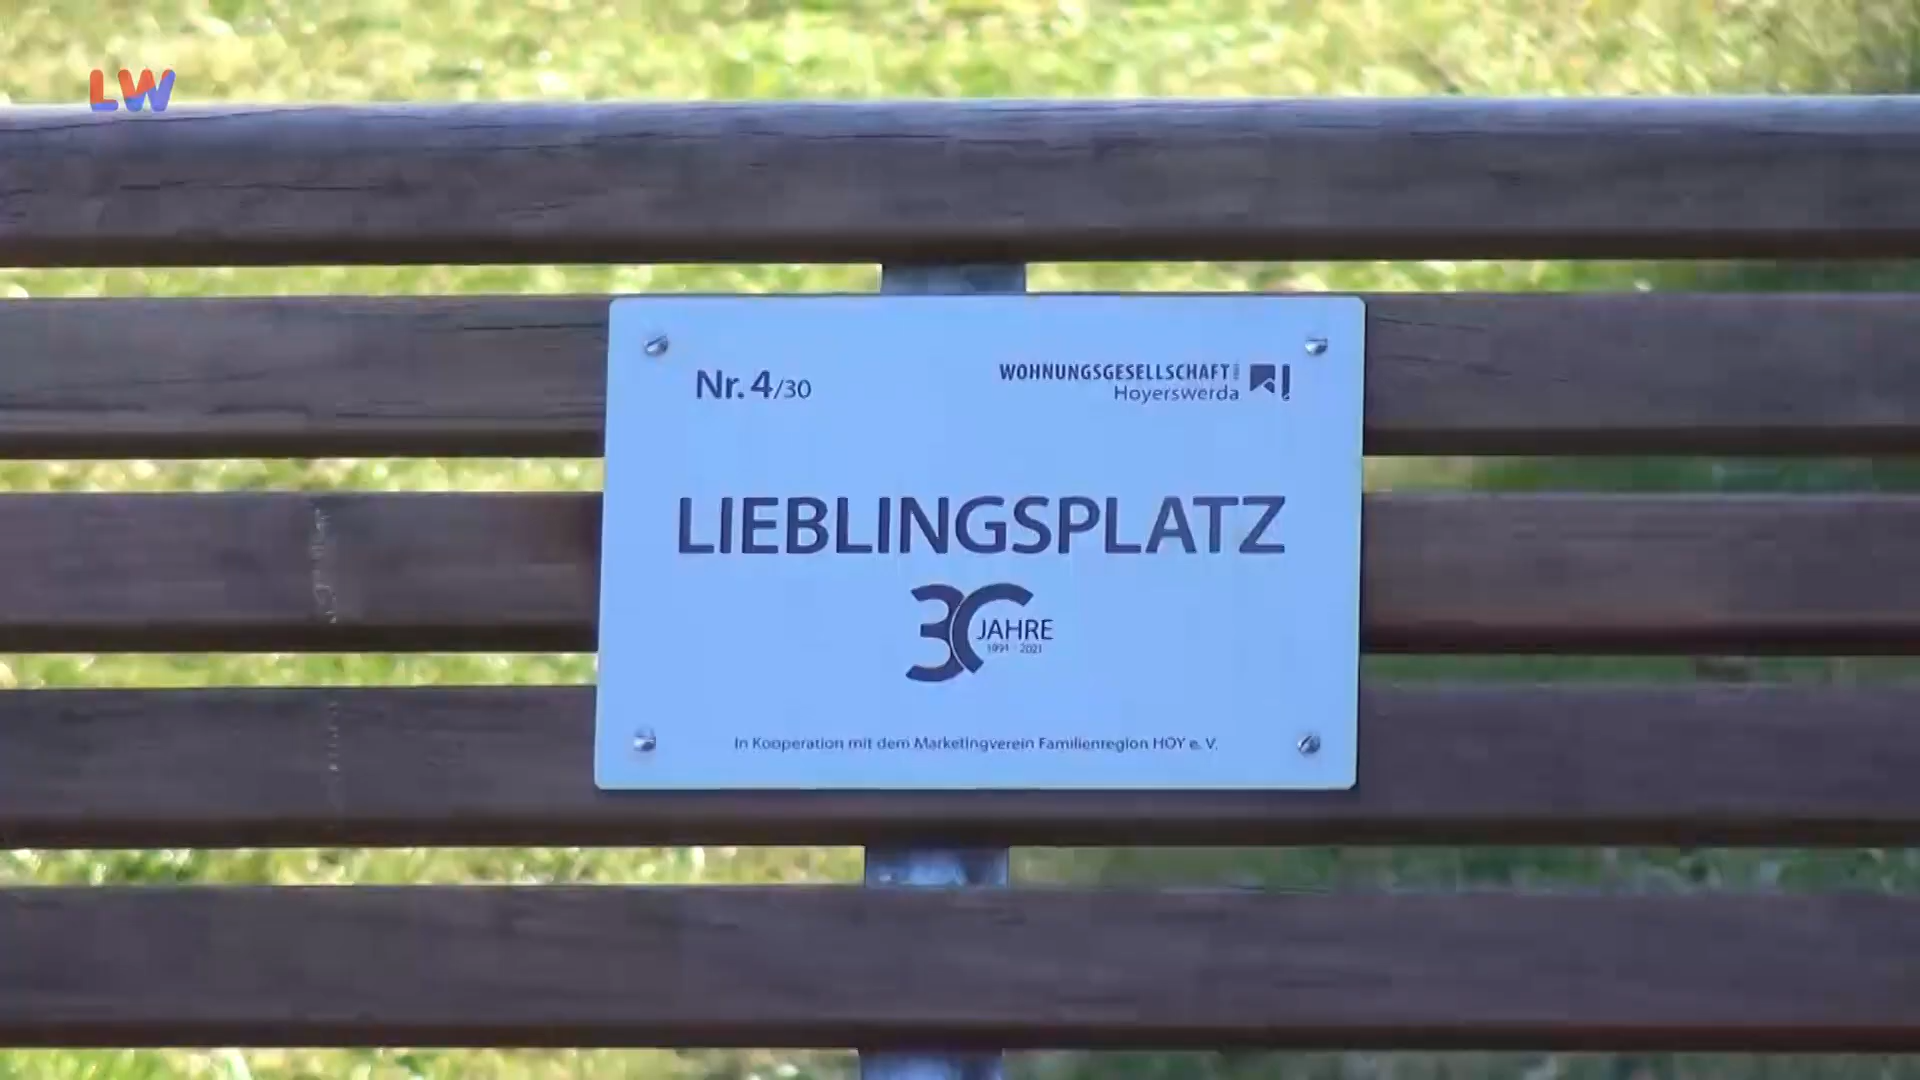 LW
Nr. 4/30
WOHNUNGSGESELLSCHAFT
Hoyerswerda
LIEBLINGSPLATZ
30 JAHRE
1991 - 2021
In Kooperation mit dem Marketingverein Familienregion HOY e. V.